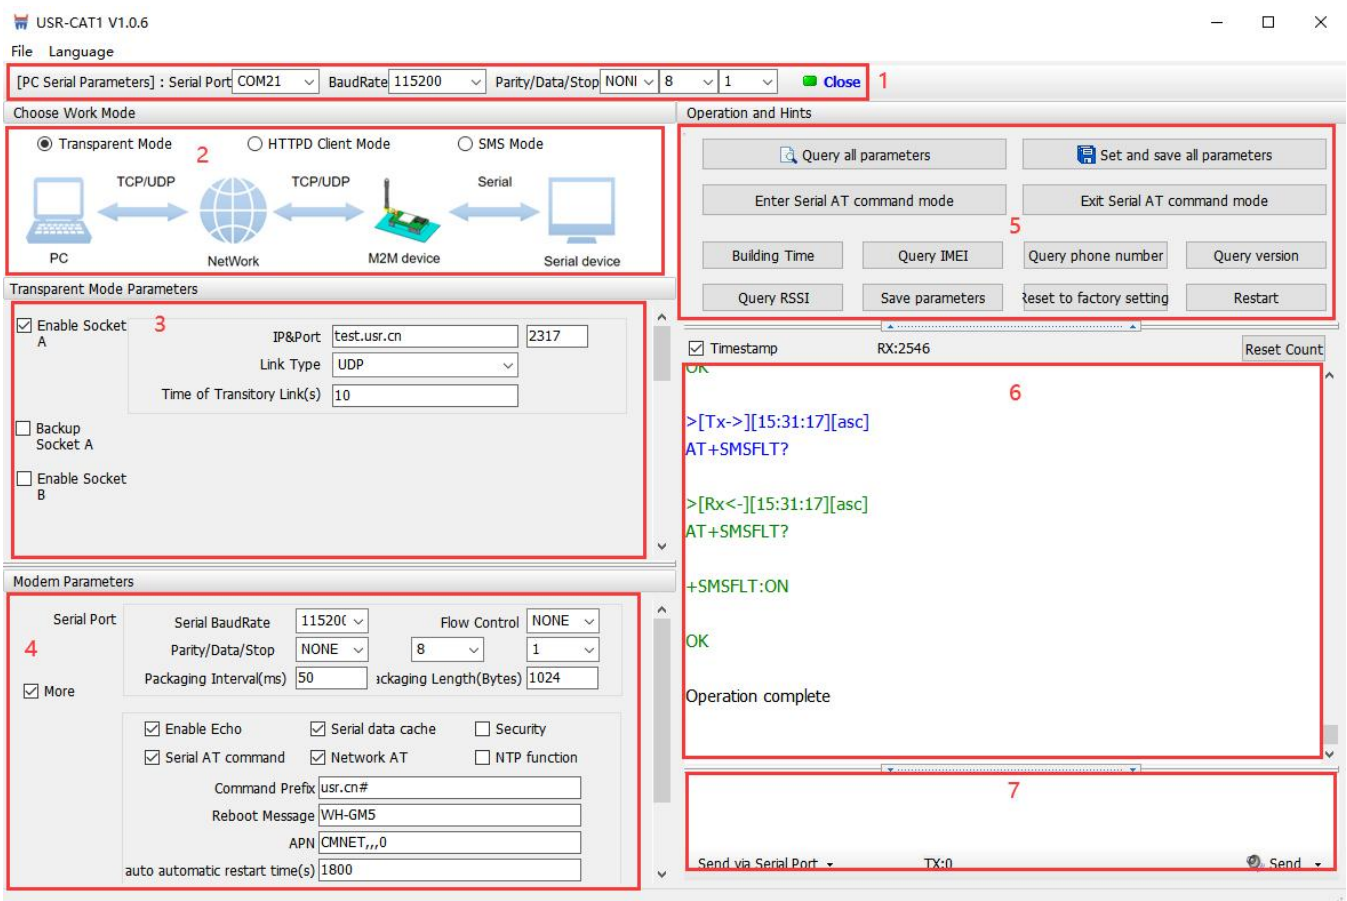 USR-CAT1 V1.0.6
File Language
[PC Serial Parameters] : Serial Port COM21 BaudRate 115200 Parity/Data/Stop NONI 8 1 Close 1
Choose Work Mode
Transparent Mode HTTPD Client Mode SMS Mode
2
TCP/UDP TCP/UDP Serial
PC NetWork M2M device Serial device
Transparent Mode Parameters
Enable Socket
A
3
IP&Port test.usr.cn 2317
Link Type UDP
Time of Transitory Link(s) 10
Backup
Socket A
Enable Socket
B
Modem Parameters
Serial Port Serial BaudRate 115200 Flow Control NONE
4
Parity/Data/Stop NONE 8 1
Packaging Interval(ms) 50 ackaging Length(Bytes) 1024
More
Enable Echo Serial data cache Security
Serial AT command Network AT NTP function
Command Prefix usr.cn#
Reboot Message WH-GM5
APN CMNET,,,0
auto automatic restart time(s) 1800
Operation and Hints
Query all parameters Set and save all parameters
Enter Serial AT command mode Exit Serial AT command mode
5
Building Time Query IMEI Query phone number Query version
Query RSSI Save parameters Reset to factory setting Restart
Timestamp RX:2546 Reset Count
OK
6
>[Tx->][15:31:17][asc]
AT+SMSFLT?
>[Rx<-][15:31:17][asc]
AT+SMSFLT?
+SMSFLT:ON
OK
Operation complete
7
Send via Serial Port TX:0 Send